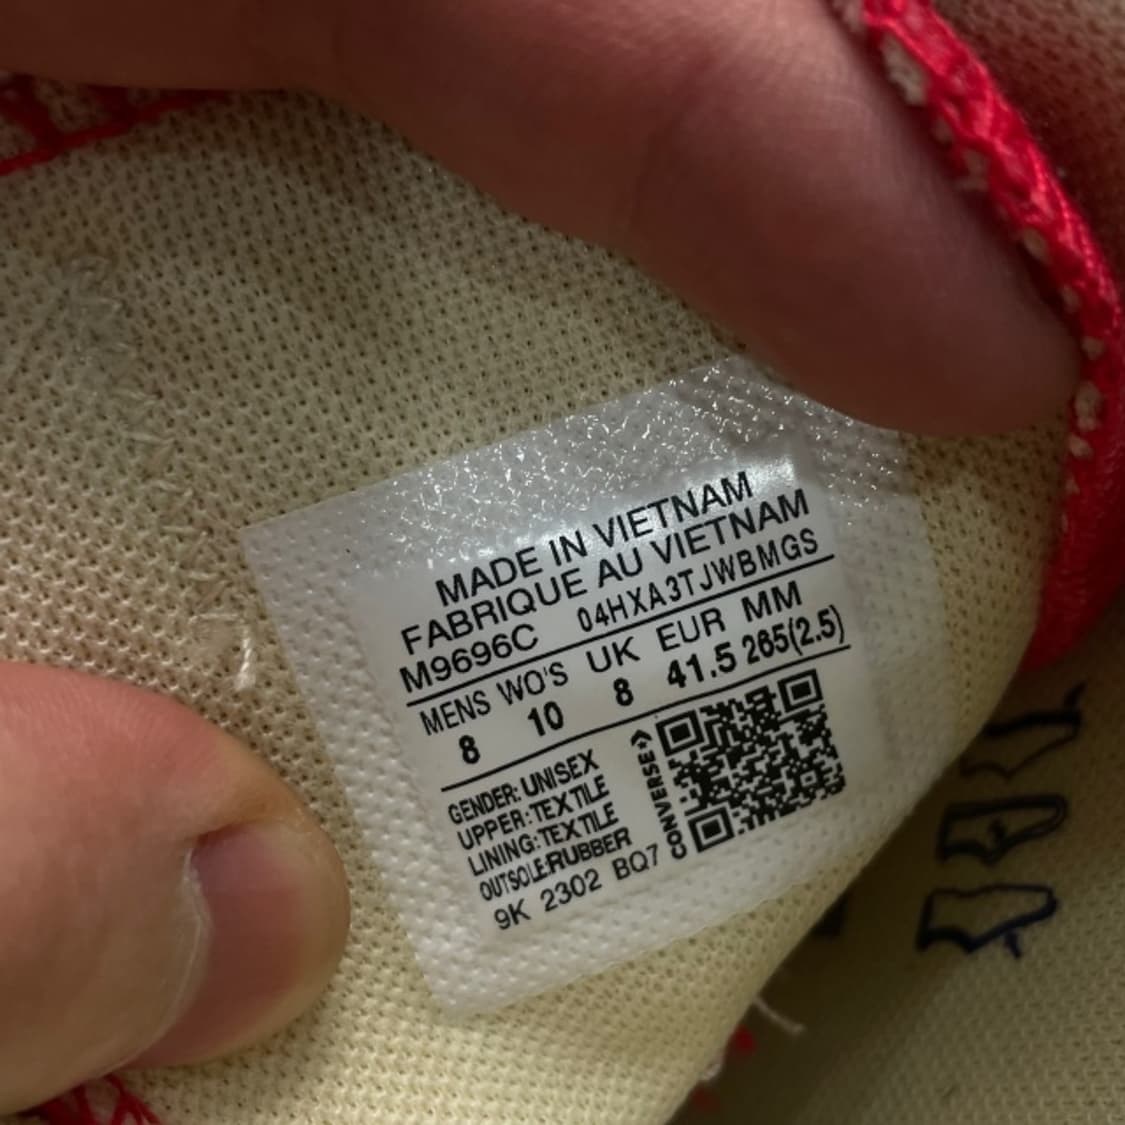 MADE IN VIETNAM
FABRIQUE AU VIETNAM
M9696C 04HXA3TJWBMGS
MENS WO'S UK EUR MM
8 10 8 41.5 265(2.5)
GENDER: UNISEX
UPPER:TEXTILE
LINING:TEXTILE
OUTSOLE:RUBBER
9K 2302 BQ7
CONVERSE